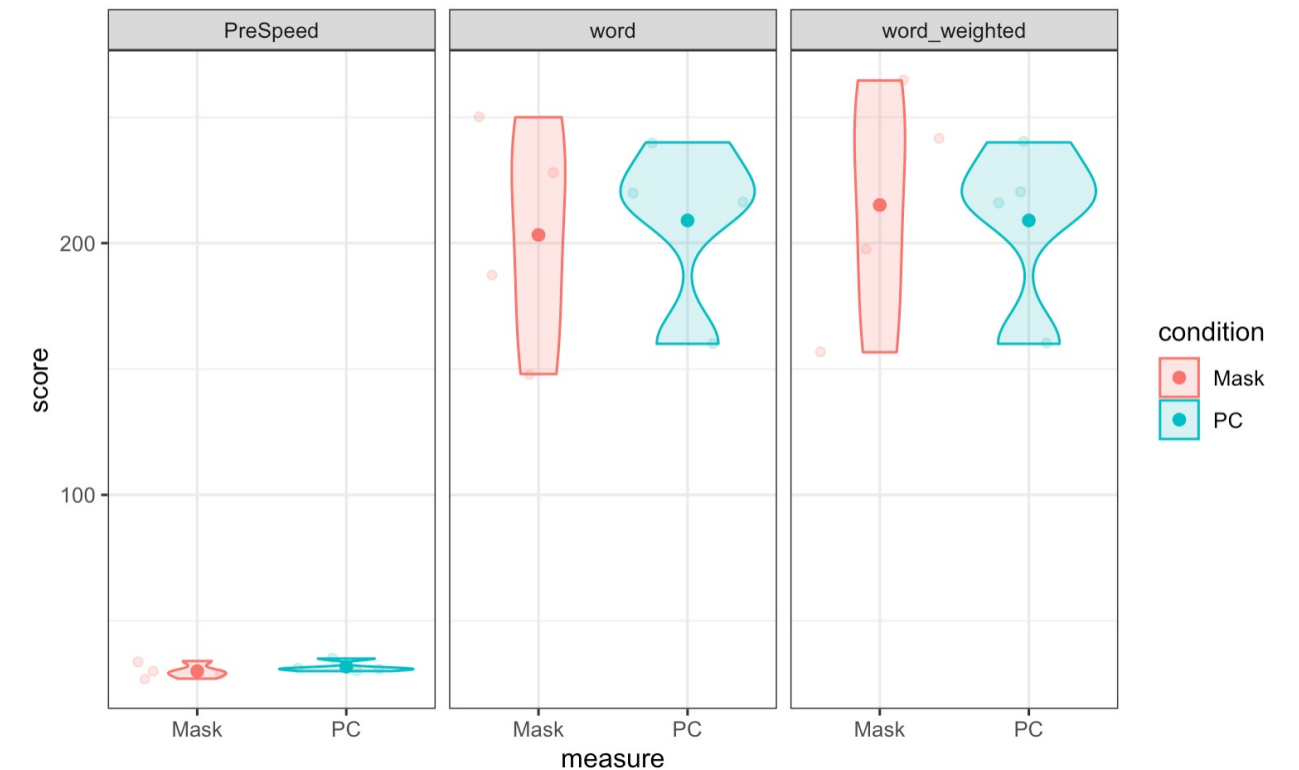 PreSpeed
word
word_weighted
200
100
score
Mask
PC
Mask
PC
Mask
PC
measure
condition
Mask
PC